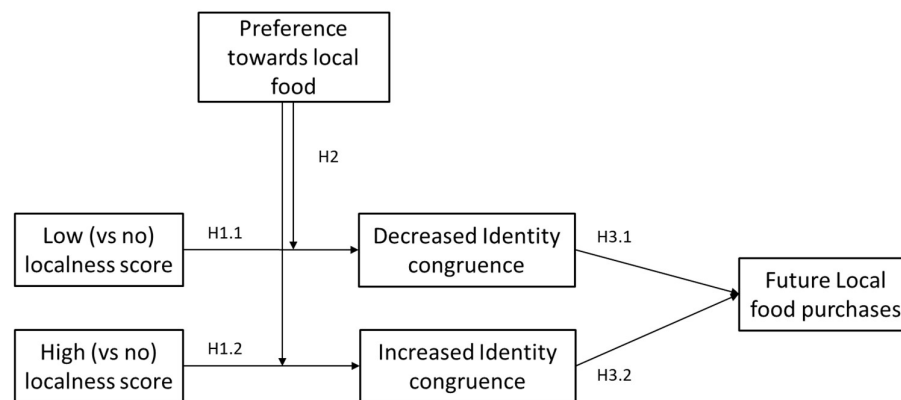 Preference
towards local
food
H2
Low (vs no)
localness score
H1.1
Decreased Identity
congruence
H3.1
Future Local
food purchases
High (vs no)
localness score
H1.2
Increased Identity
congruence
H3.2